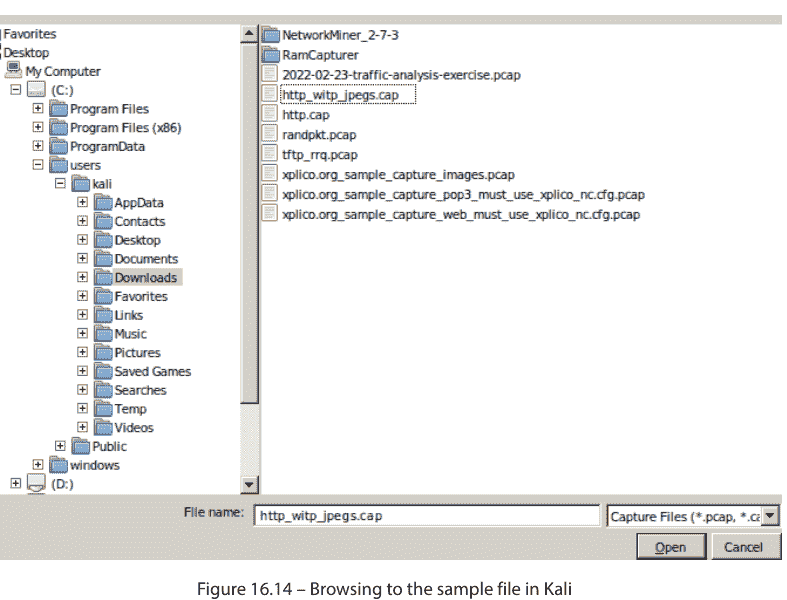 Favorites
Desktop
My Computer
(C:)
Program Files
Program Files (x86)
ProgramData
users
kali
AppData
Contacts
Desktop
Documents
Downloads
Favorites
Links
Music
Pictures
Saved Games
Searches
Temp
Videos
Public
windows
(D:)
NetworkMiner_2-7-3
RamCapturer
2022-02-23-traffic-analysis-exercise.pcap
http_witp_jpegs.cap
http.cap
randpkt.pcap
tftp_rrq.pcap
xplico.org_sample_capture_images.pcap
xplico.org_sample_capture_pop3_must_use_xplico_nc.cfg.pcap
xplico.org_sample_capture_web_must_use_xplico_nc.cfg.pcap
File name: http_witp_jpegs.cap Capture Files (*.pcap, *.ca
Open Cancel
Figure 16.14 – Browsing to the sample file in Kali